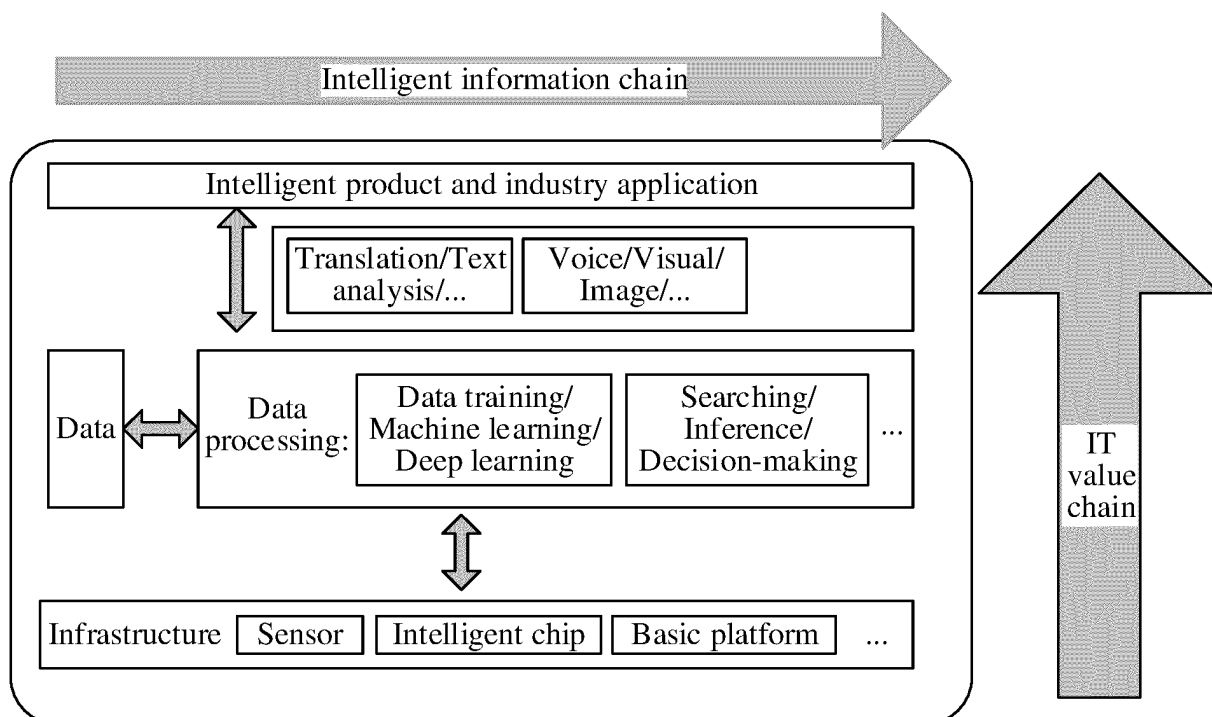 Intelligent information chain
Intelligent product and industry application
Translation/Text
analysis/...
Voice/Visual/
Image/...
Data
Data
processing:
Data training/
Machine learning/
Deep learning
Searching/
Inference/
Decision-making
...
Infrastructure
Sensor
Intelligent chip
Basic platform
...
IT
value
chain